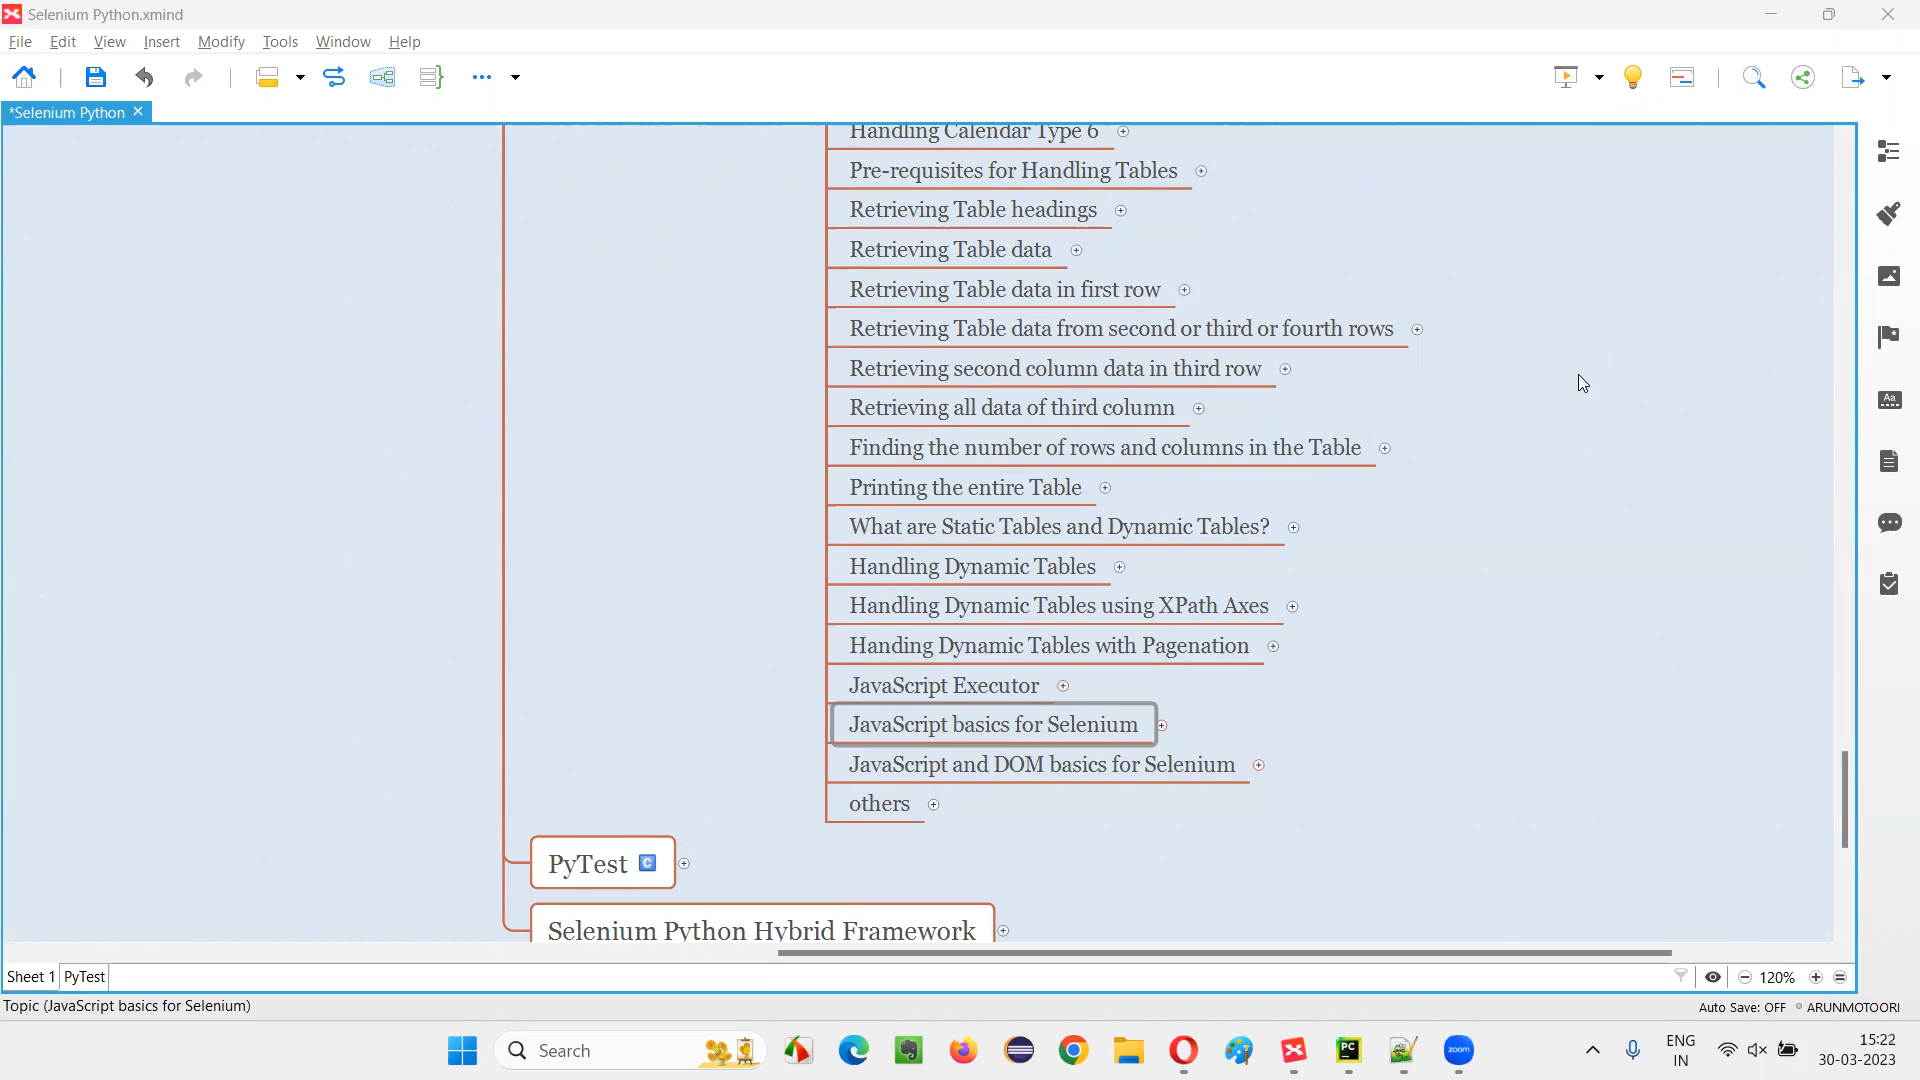 Selenium Python.xmind
File Edit View Insert Modify Tools Window Help
*Selenium Python
Handling Calendar Type 6
Pre-requisites for Handling Tables
Retrieving Table headings
Retrieving Table data
Retrieving Table data in first row
Retrieving Table data from second or third or fourth rows
Retrieving second column data in third row
Retrieving all data of third column
Finding the number of rows and columns in the Table
Printing the entire Table
What are Static Tables and Dynamic Tables?
Handling Dynamic Tables
Handling Dynamic Tables using XPath Axes
Handing Dynamic Tables with Pagenation
JavaScript Executor
JavaScript basics for Selenium
JavaScript and DOM basics for Selenium
others
PyTest C
Selenium Python Hybrid Framework
Aa
Sheet 1 PyTest
120%
Topic (JavaScript basics for Selenium)
Auto Save: OFF ARUNMOTOORI
Search
PC
zoom
ENG
IN
15:22
30-03-2023